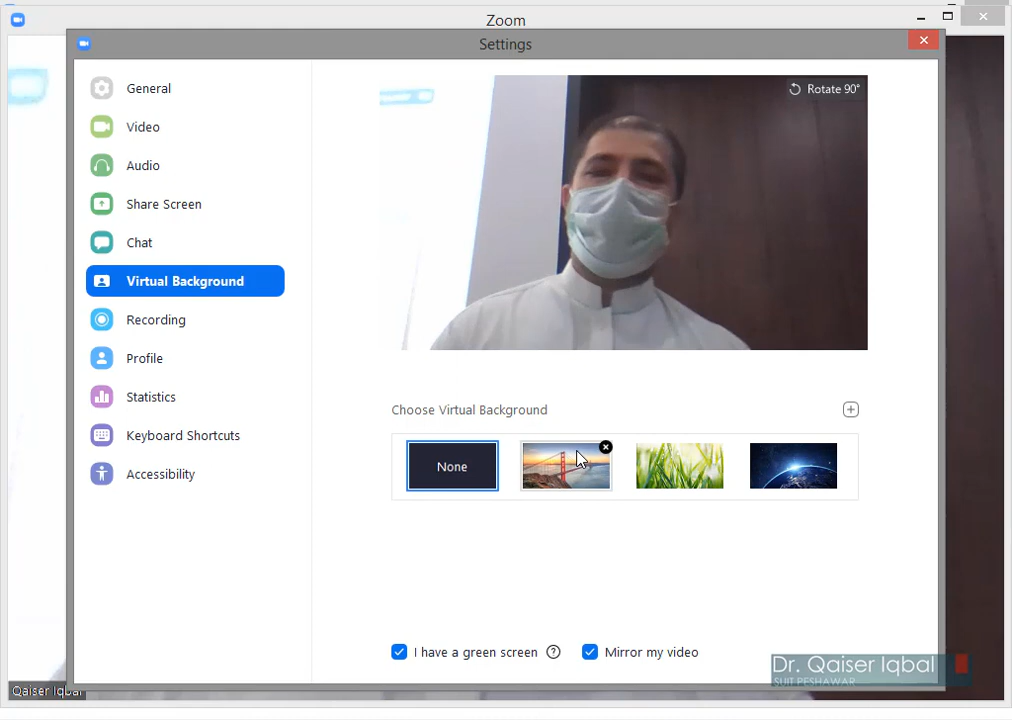 Zoom
Settings
General
Video
Audio
Share Screen
Chat
Virtual Background
Recording
Profile
Statistics
Keyboard Shortcuts
Accessibility
Rotate 90°
Choose Virtual Background
None
I have a green screen
Mirror my video
Dr. Qaiser Iqbal
SUIT PESHAWAR
Qaiser Iqbal